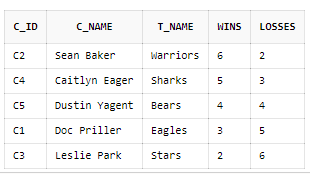 C_ID C_NAME T_NAME WINS LOSSES
C2 Sean Baker Warriors 6 2
C4 Caitlyn Eager Sharks 5 3
C5 Dustin Yagent Bears 4 4
C1 Doc Priller Eagles 3 5
C3 Leslie Park Stars 2 6